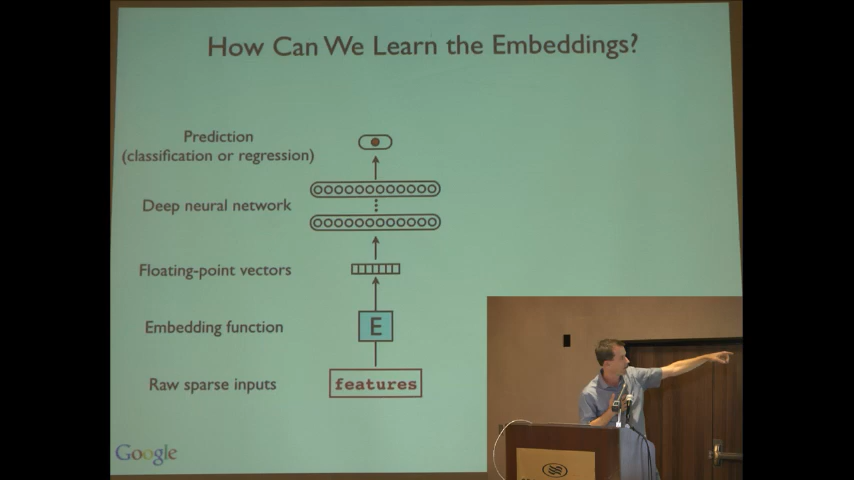 How Can We Learn the Embeddings?
Prediction
(classification or regression)
Deep neural network
Floating-point vectors
Embedding function
E
Raw sparse inputs
features
Google